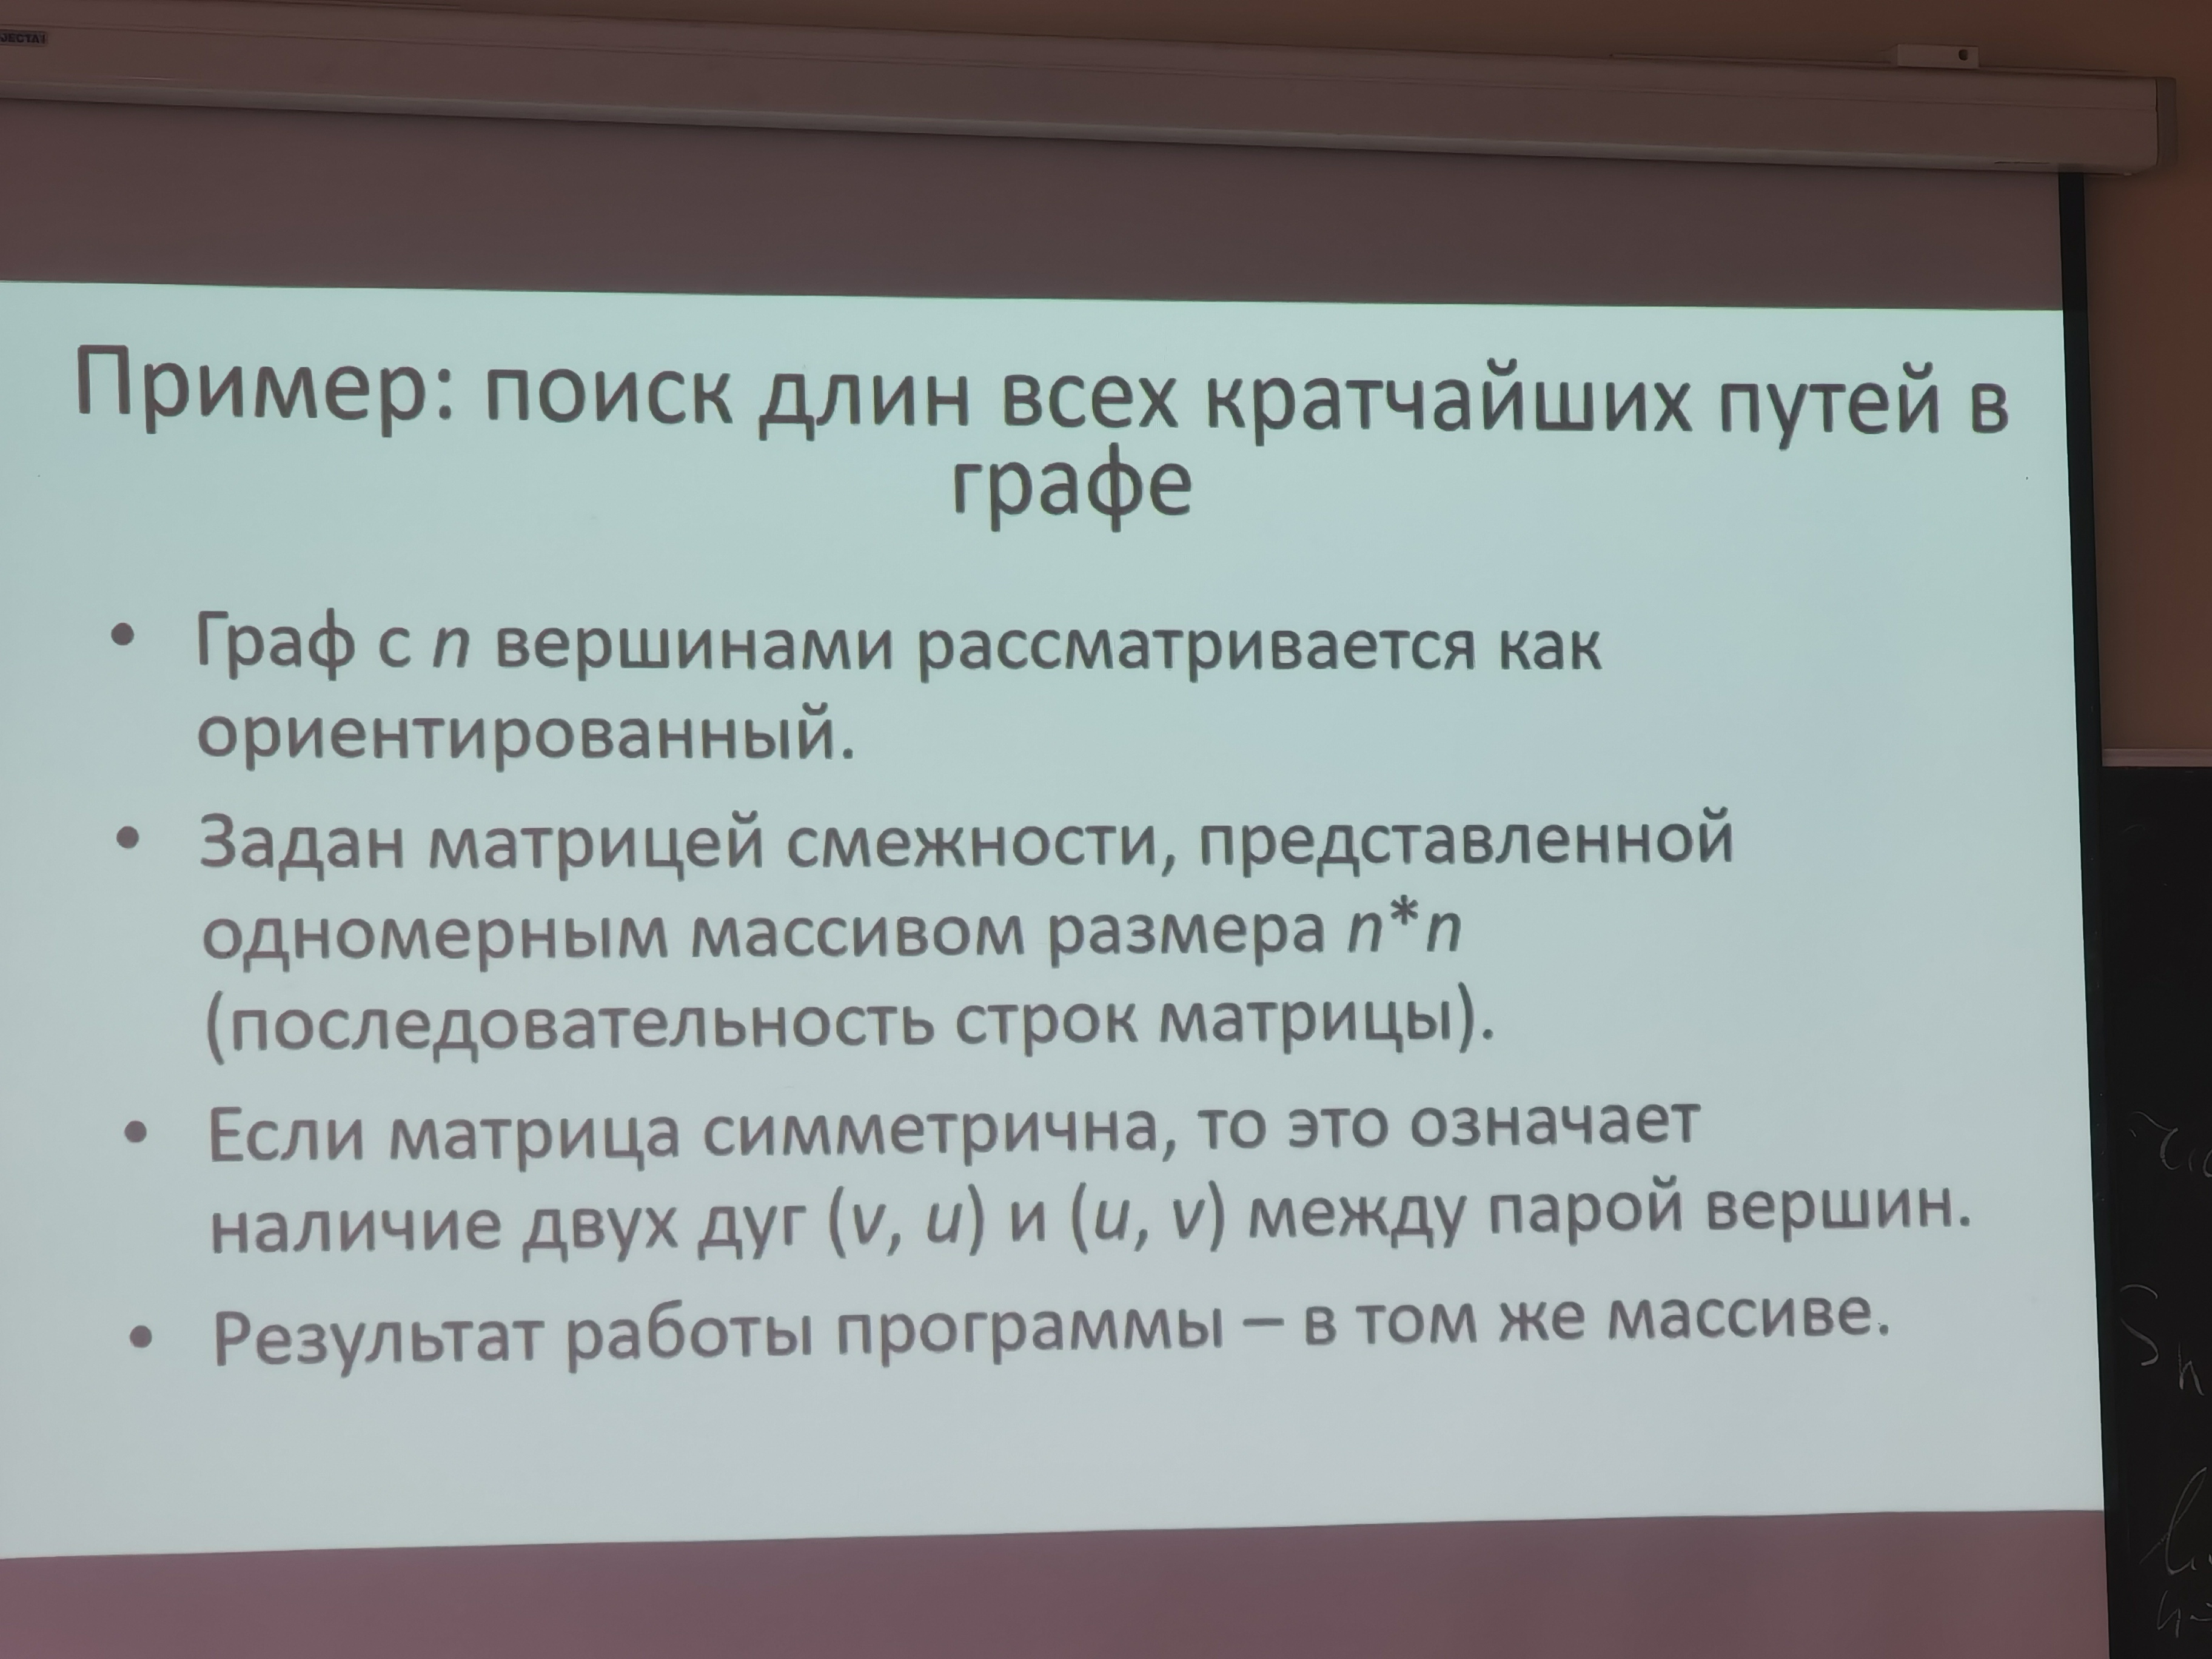 JECTA
Пример: поиск длин всех кратчайших путей в
графе
• Граф с n вершинами рассматривается как
ориентированный.
• Задан матрицей смежности, представленной
одномерным массивом размера n*n
(последовательность строк матрицы).
• Если матрица симметрична, то это означает
наличие двух дуг (v, u) и (u, v) между парой вершин.
• Результат работы программы – в том же массиве.